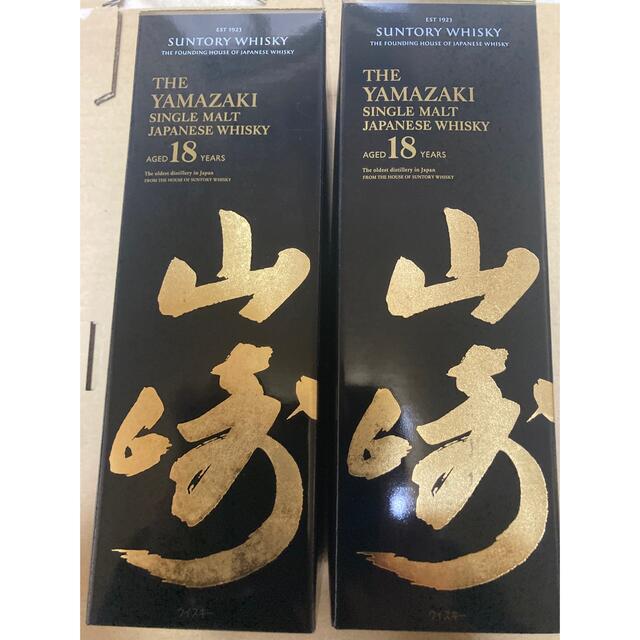 EST 1923
SUNTORY WHISKY
THE FOUNDING HOUSE OF JAPANESE WHISKY
THE
YAMAZAKI
SINGLE MALT
JAPANESE WHISKY
AGED 18 YEARS
The oldest distillery in Japan
FROM THE HOUSE OF SUNTORY WHISKY
山
崎
ウイスキー
EST 1923
SUNTORY WHISKY
THE FOUNDING HOUSE OF JAPANESE WHISKY
THE
YAMAZAKI
SINGLE MALT
JAPANESE WHISKY
AGED 18 YEARS
The oldest distillery in Japan
FROM THE HOUSE OF SUNTORY WHISKY
山
崎
ウイスキー